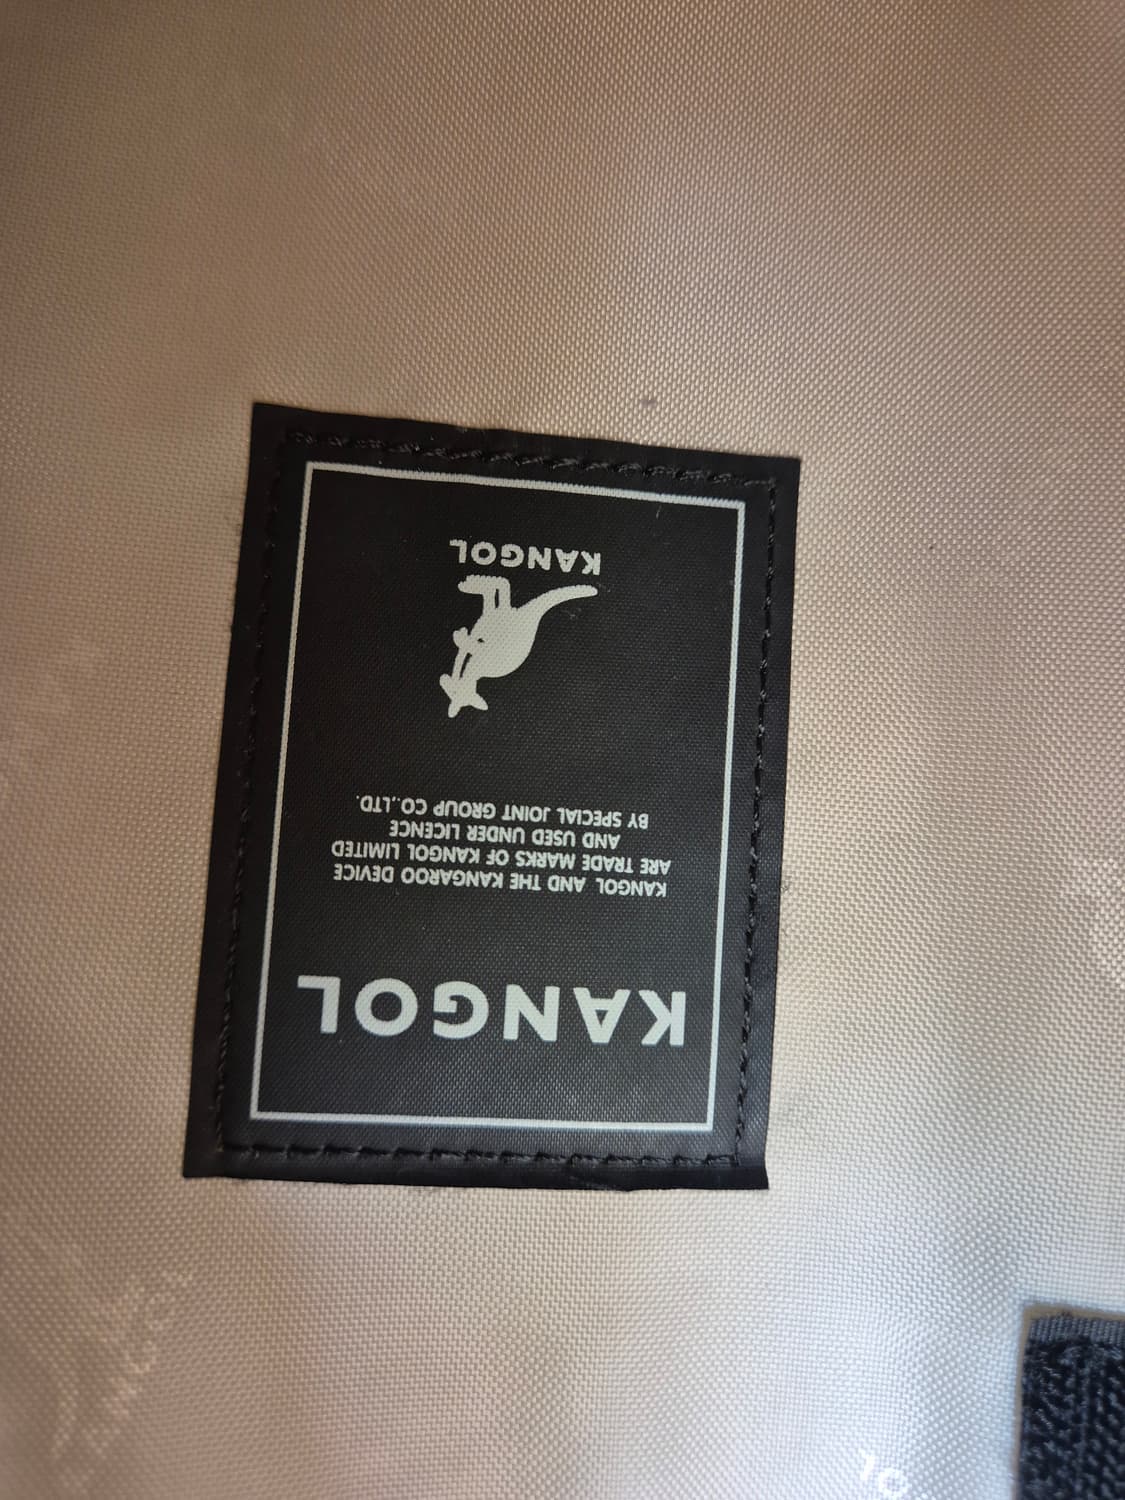 KANGOL
KANGOL AND THE KANGAROO DEVICE
ARE TRADE MARKS OF KANGOL LIMITED
AND USED UNDER LICENCE
BY SPECIAL JOINT GROUP CO.,LTD.
KANGOL